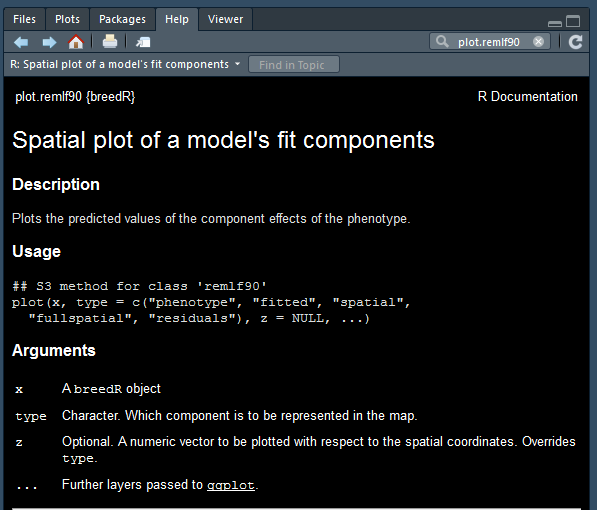 Files Plots Packages Help Viewer
plot.remlf90
R: Spatial plot of a model's fit components Find in Topic
plot.remlf90 {breedR} R Documentation
Spatial plot of a model's fit components
Description
Plots the predicted values of the component effects of the phenotype.
Usage
## S3 method for class 'remlf90'
plot(x, type = c("phenotype", "fitted", "spatial",
"fullspatial", "residuals"), z = NULL, ...)
Arguments
x A breedR object
type Character. Which component is to be represented in the map.
z Optional. A numeric vector to be plotted with respect to the spatial coordinates. Overrides
type.
... Further layers passed to ggplot.